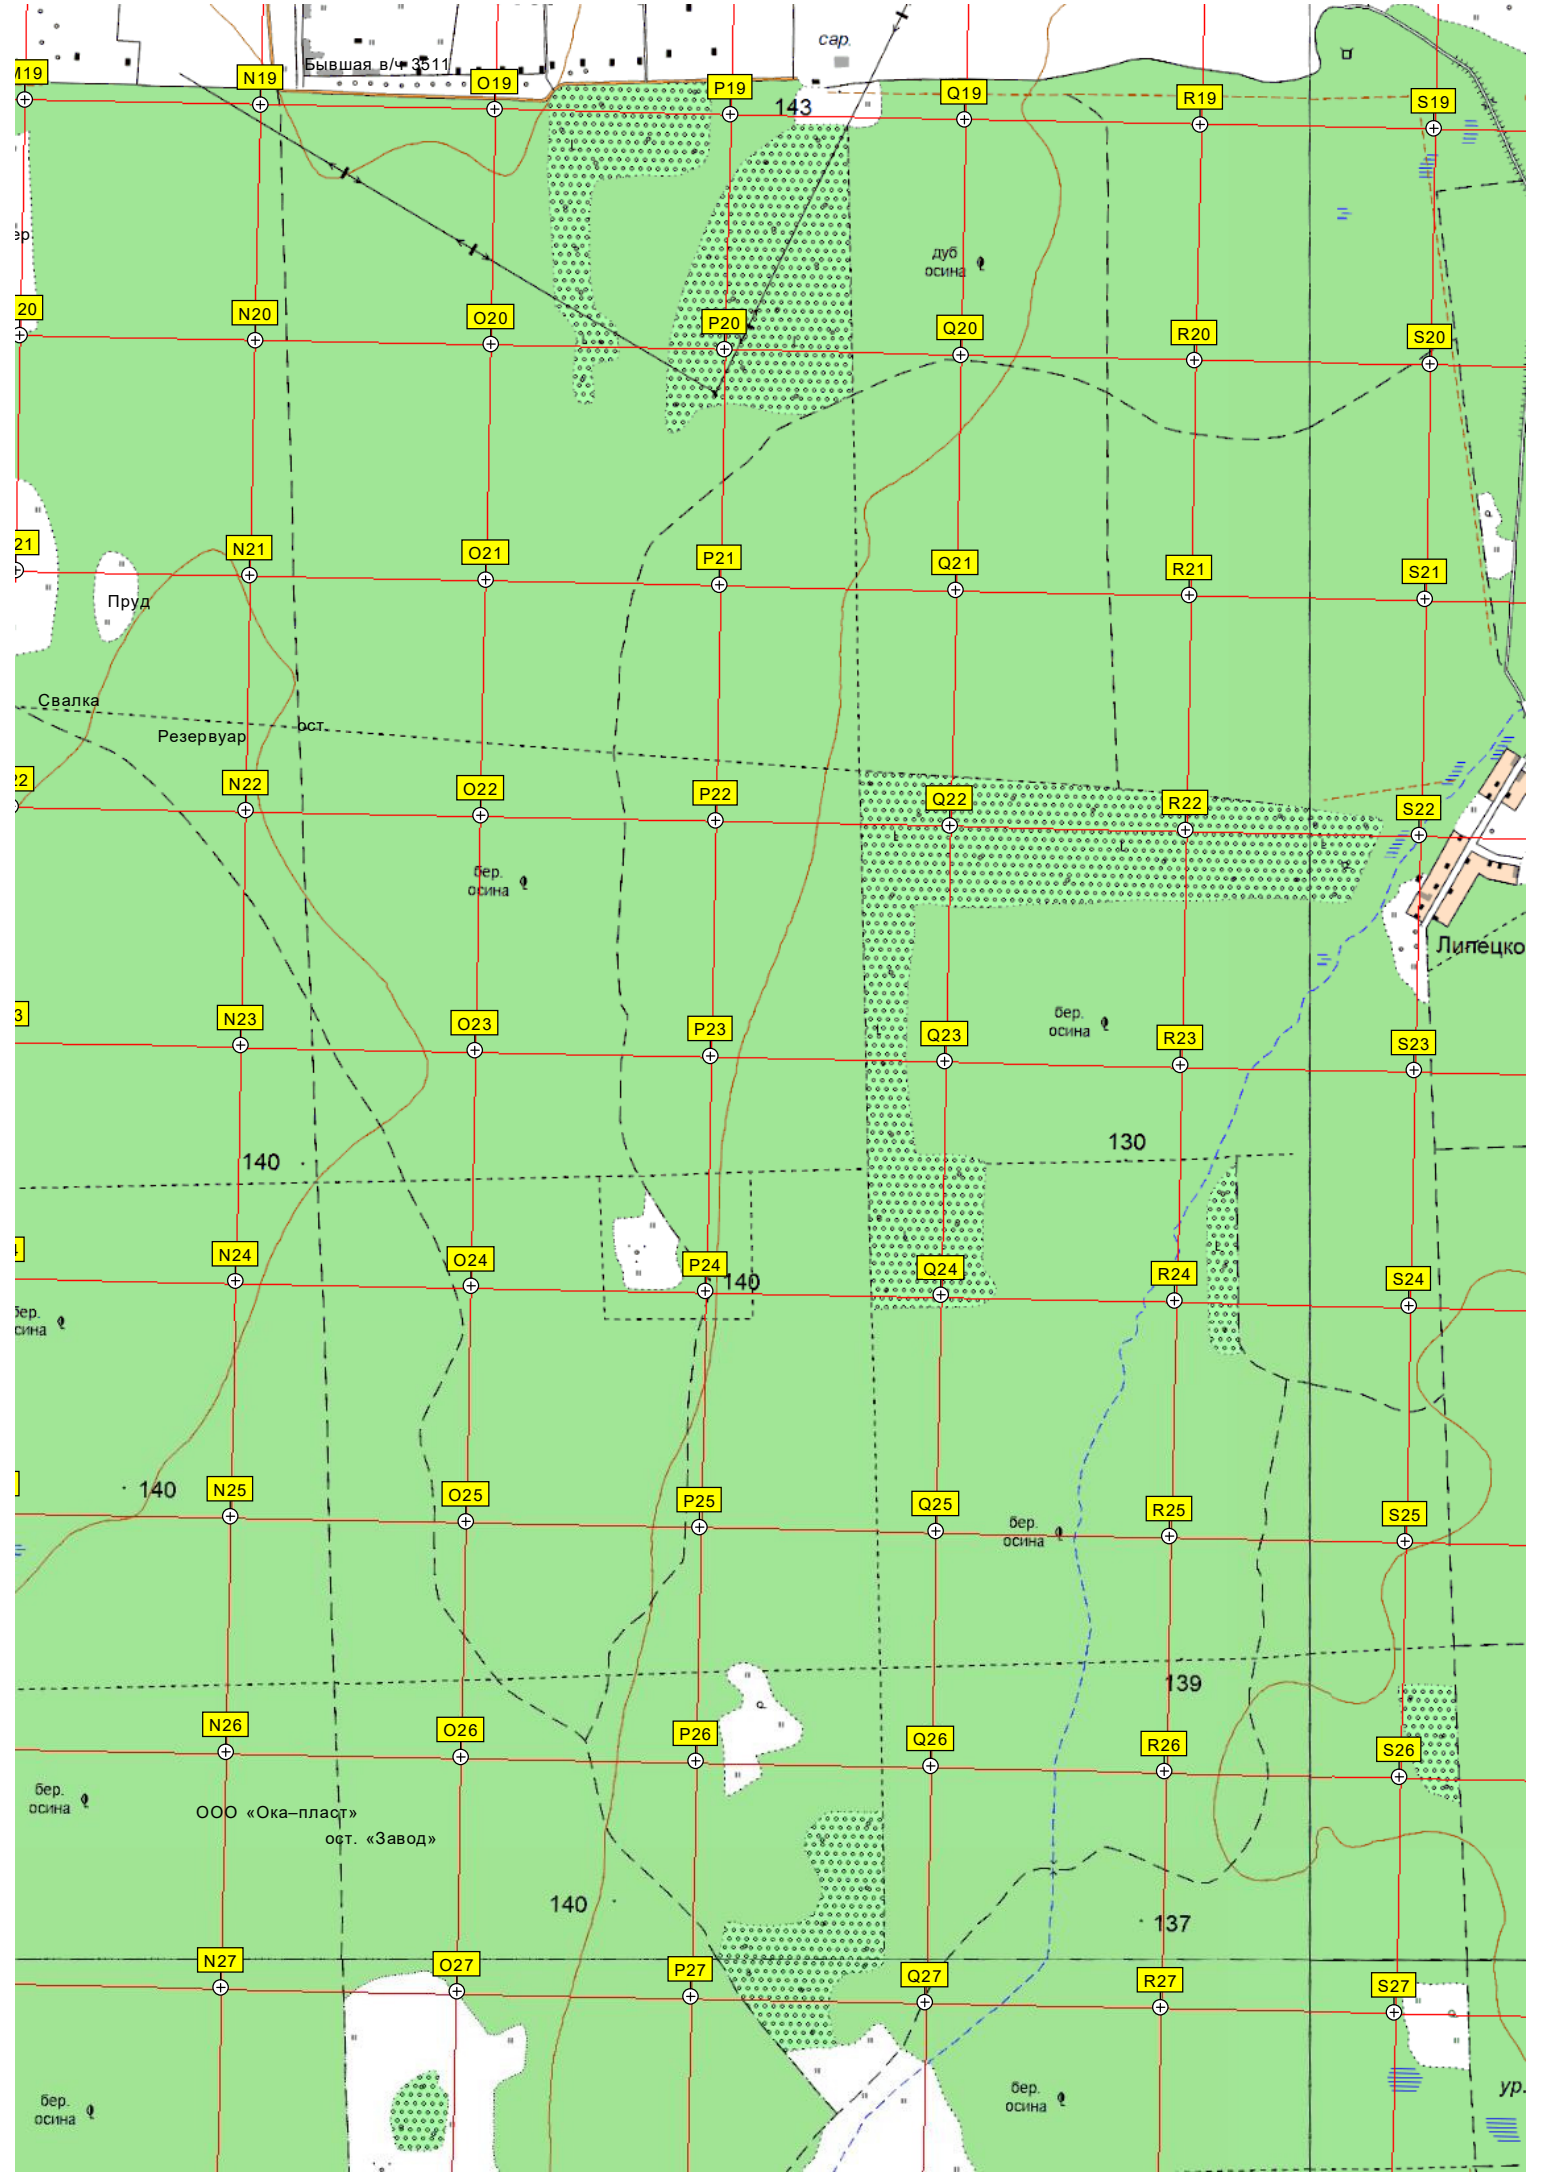 сар.
Бывшая в/ч 3511
М19
N19
O19
P19
143
Q19
R19
S19
дуб
осина
20
N20
O20
P20
Q20
R20
S20
21
N21
O21
P21
Q21
R21
S21
Пруд
Свалка
Резервуар
ост.
22
N22
O22
P22
Q22
R22
S22
бер.
осина
Липецко
3
N23
O23
P23
Q23
R23
S23
бер.
осина
140
130
4
N24
O24
P24
140
Q24
R24
S24
бер.
сина
140
N25
O25
P25
Q25
R25
S25
бер.
осина
139
N26
O26
P26
Q26
R26
S26
бер.
осина
ООО «Ока–пласт»
ост. «Завод»
140
137
N27
O27
P27
Q27
R27
S27
бер.
осина
бер.
осина
ур.